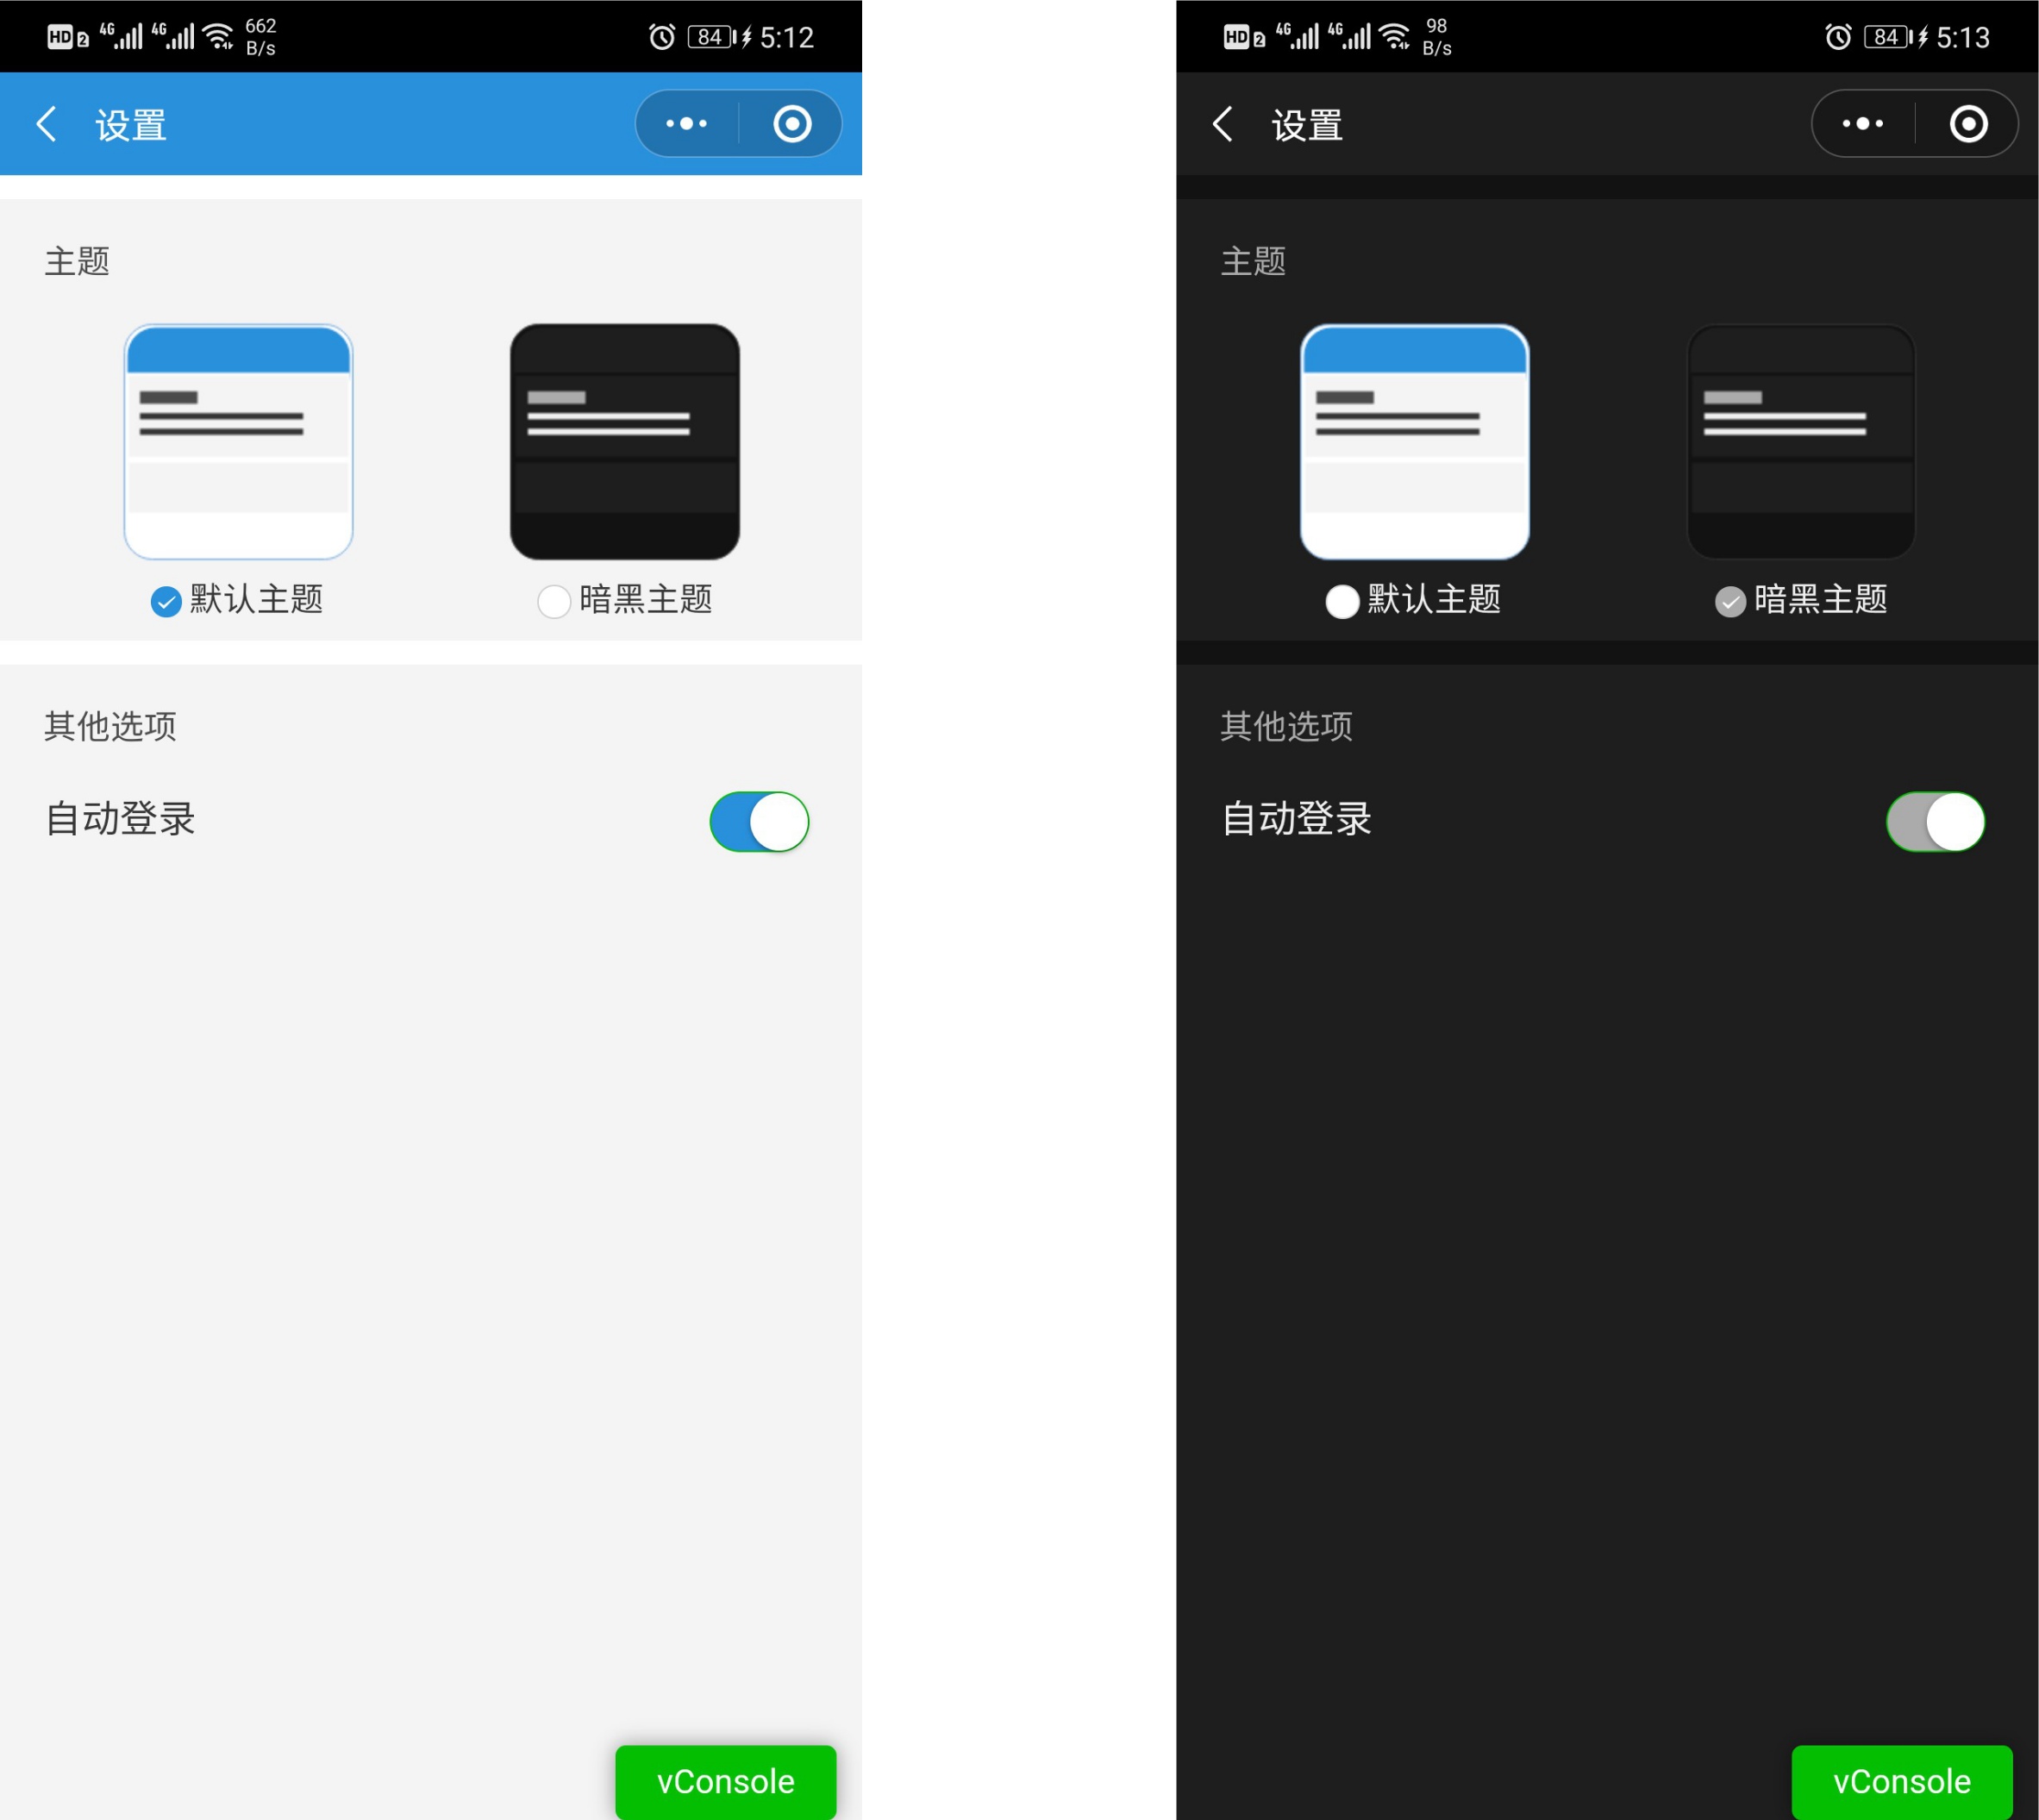 HD 2 4G 4G 662 B/s 84 5:12
设置
主题
默认主题 暗黑主题
其他选项
自动登录
vConsole
HD 2 4G 4G 98 B/s 84 5:13
设置
主题
默认主题 暗黑主题
其他选项
自动登录
vConsole